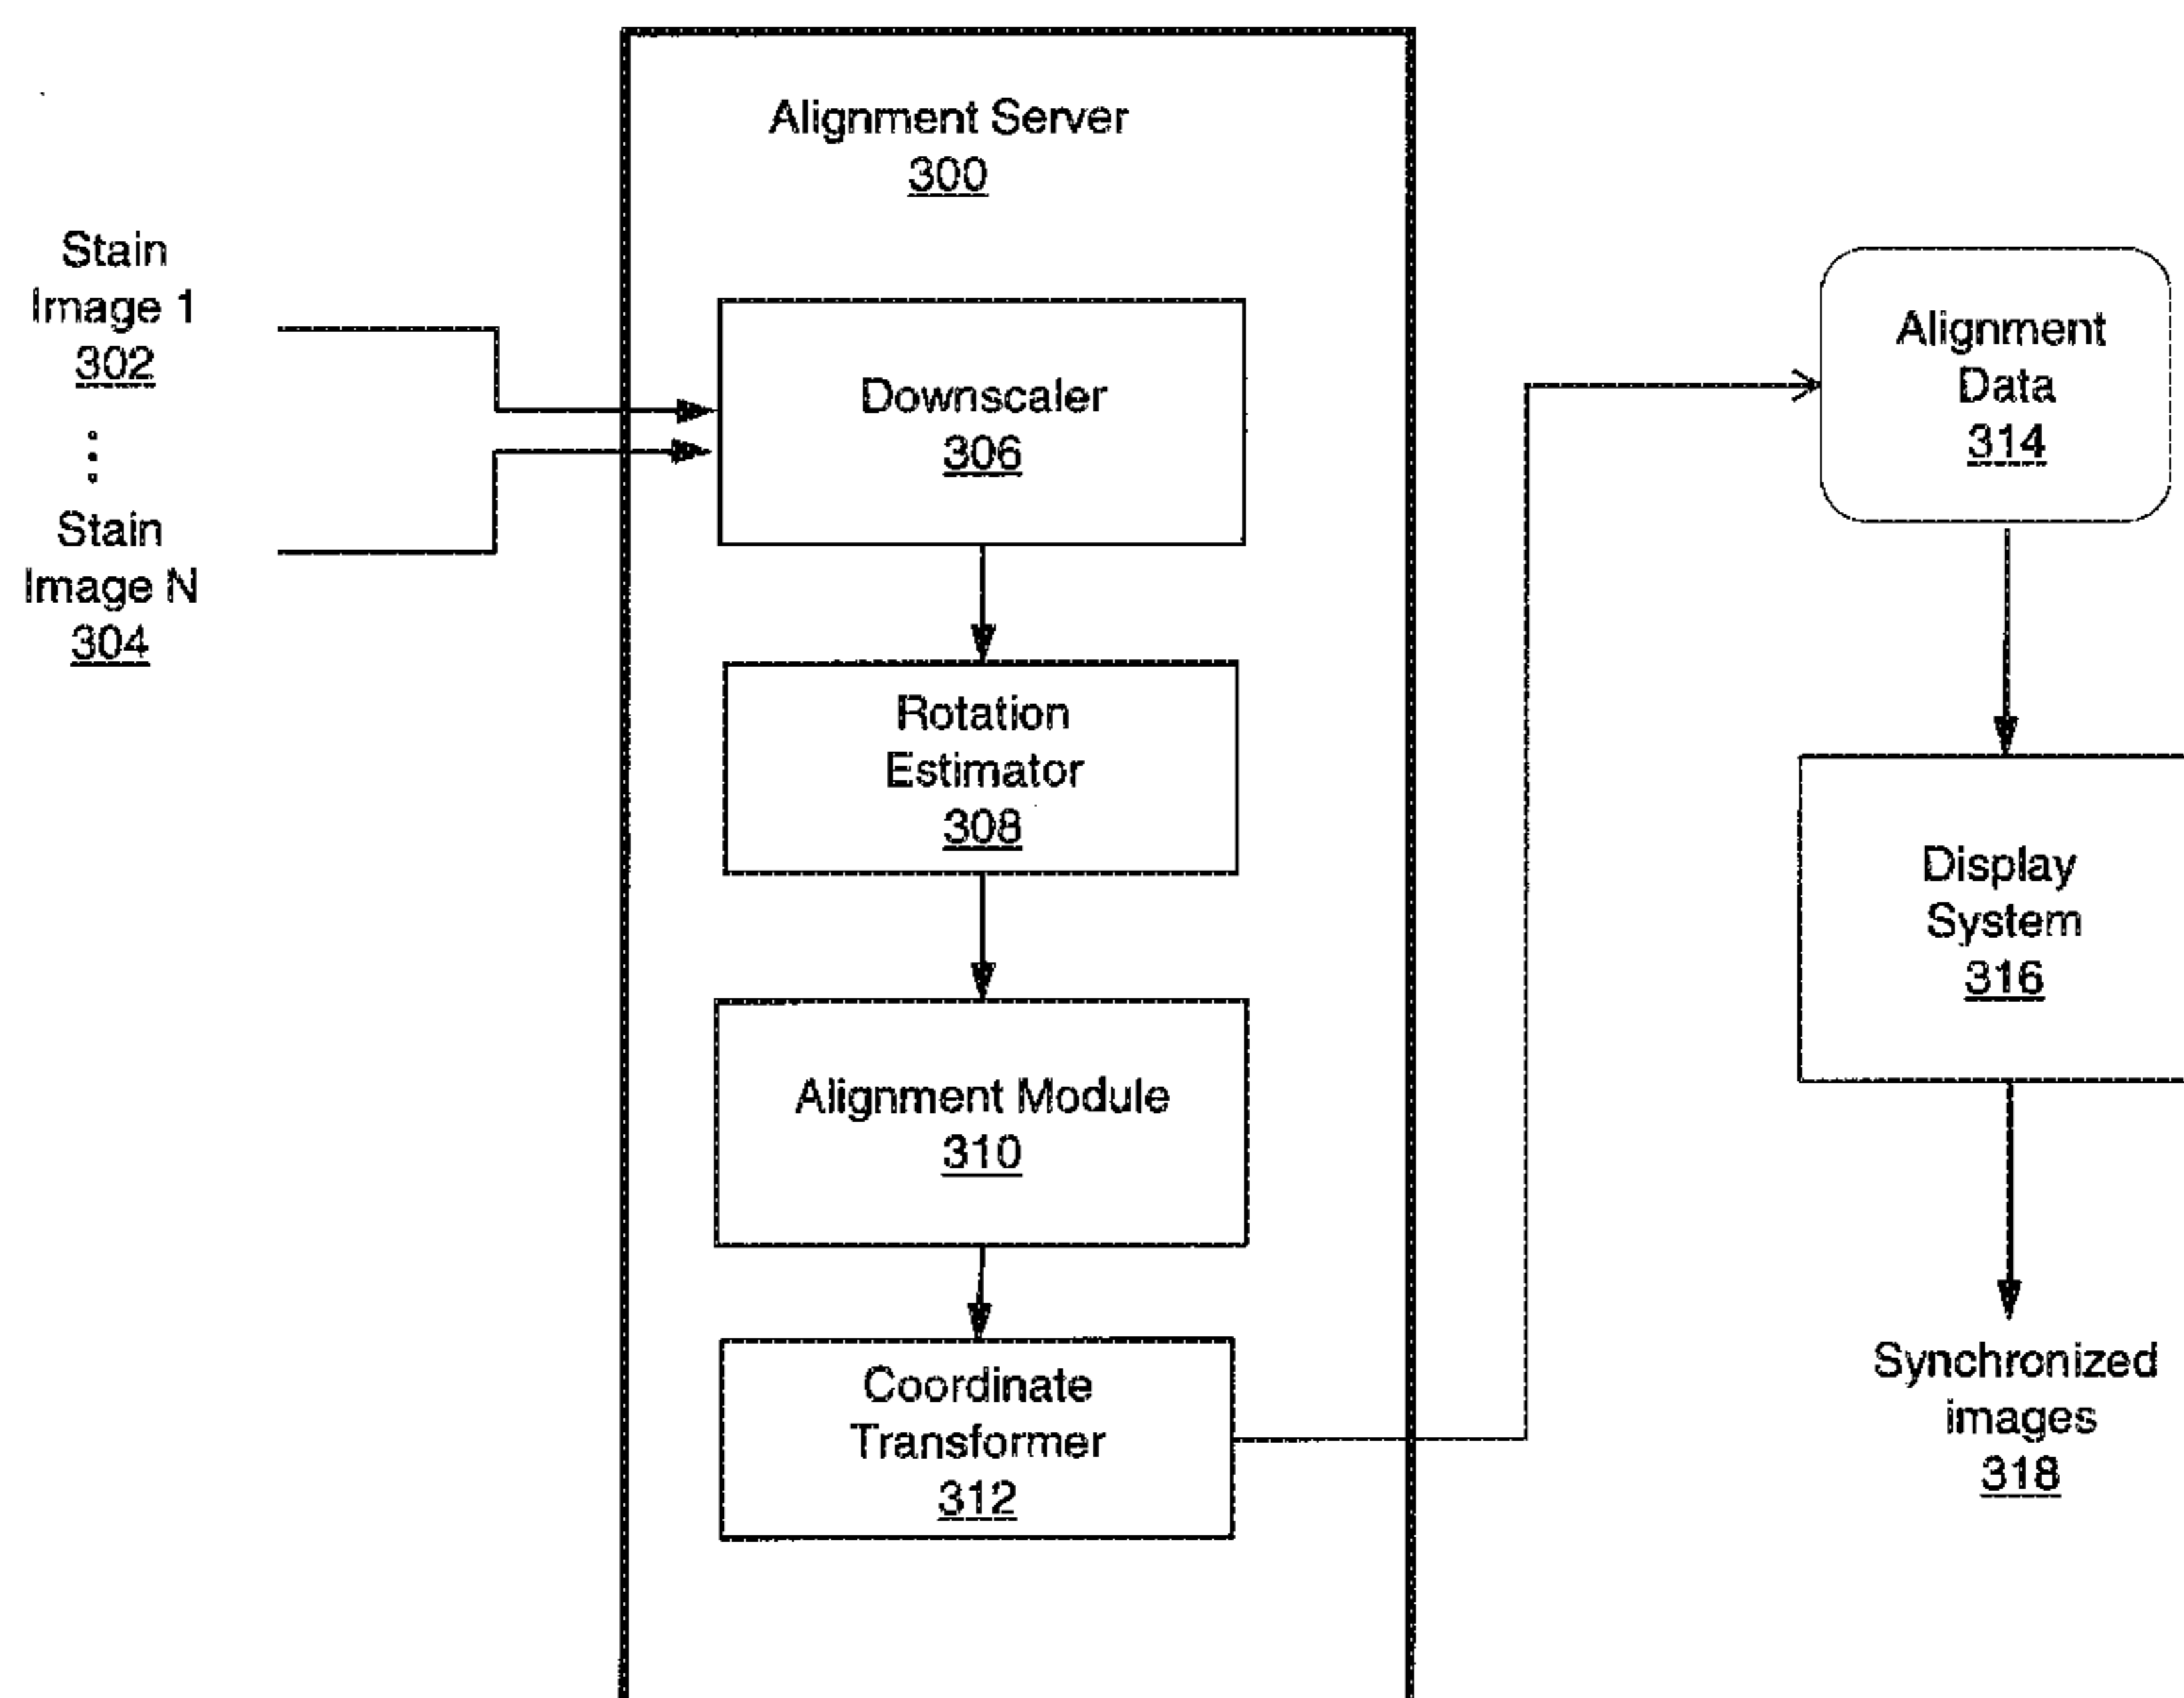 Alignment Server
300
Stain
Image 1
302
Stain
Image N
304
Downscaler
306
Rotation
Estimator
308
Alignment Module
310
Coordinate
Transformer
312
Alignment
Data
314
Display
System
316
Synchronized
images
318